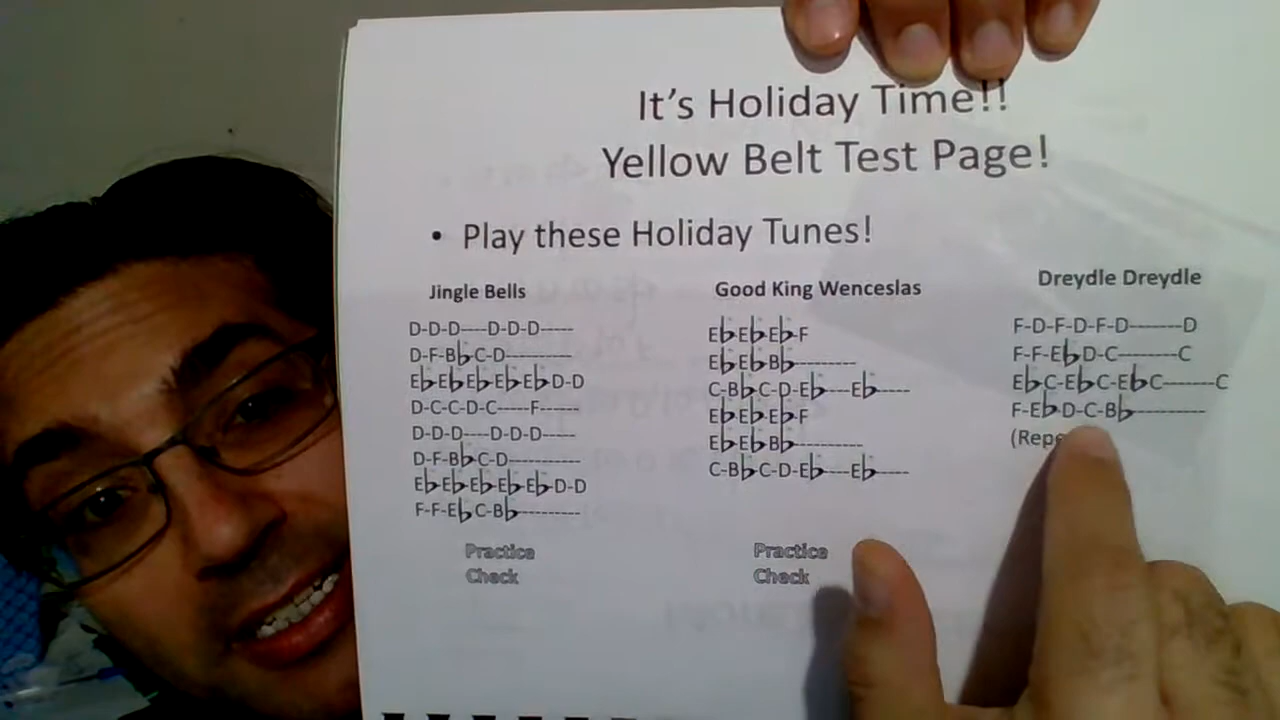 It's Holiday Time!!
Yellow Belt Test Page!
• Play these Holiday Tunes!
Jingle Bells
D-D-D----D-D-D-----
D-F-B♭C-D----------
E♭E♭E♭E♭E♭D-D
D-C-C-D-C-----F------
D-D-D----D-D-D-----
D-F-B♭C-D-----------
E♭E♭E♭E♭E♭D-D
F-F-E♭C-B♭----------
Practice
Check
Good King Wenceslas
E♭E♭E♭F
E♭E♭B♭----------
C-B♭C-D-E♭----E♭-----
E♭E♭E♭F
E♭E♭B♭-----------
C-B♭C-D-E♭----E♭-----
Practice
Check
Dreydle Dreydle
F-D-F-D-F-D--------D
F-F-E♭D-C---------C
E♭C-E♭C-E♭C--------C
F-E♭D-C-B♭------------